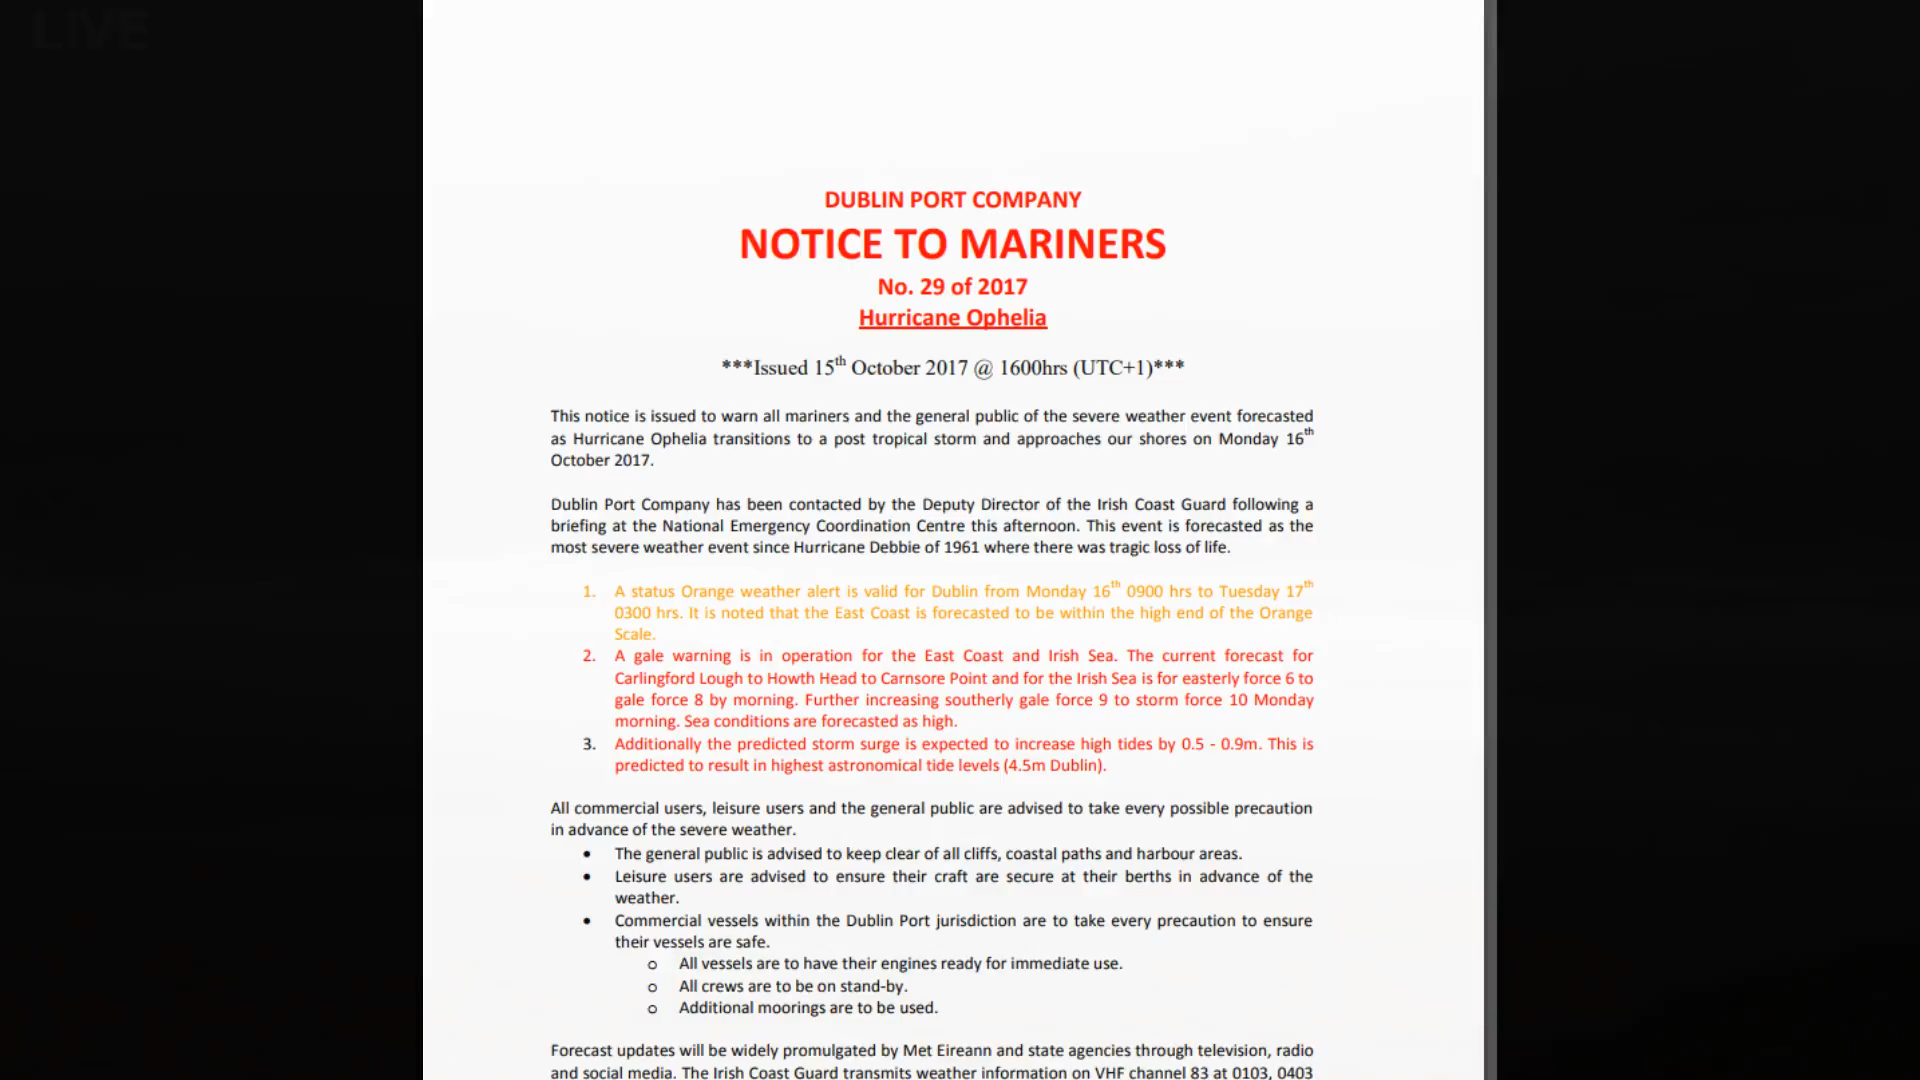 LIVE
DUBLIN PORT COMPANY
NOTICE TO MARINERS
No. 29 of 2017
Hurricane Ophelia
***Issued 15th October 2017 @ 1600hrs (UTC+1)***
This notice is issued to warn all mariners and the general public of the severe weather event forecasted
as Hurricane Ophelia transitions to a post tropical storm and approaches our shores on Monday 16th
October 2017.
Dublin Port Company has been contacted by the Deputy Director of the Irish Coast Guard following a
briefing at the National Emergency Coordination Centre this afternoon. This event is forecasted as the
most severe weather event since Hurricane Debbie of 1961 where there was tragic loss of life.
1. A status Orange weather alert is valid for Dublin from Monday 16th 0900 hrs to Tuesday 17th
0300 hrs. It is noted that the East Coast is forecasted to be within the high end of the Orange
Scale.
2. A gale warning is in operation for the East Coast and Irish Sea. The current forecast for
Carlingford Lough to Howth Head to Carnsore Point and for the Irish Sea is for easterly force 6 to
gale force 8 by morning. Further increasing southerly gale force 9 to storm force 10 Monday
morning. Sea conditions are forecasted as high.
3. Additionally the predicted storm surge is expected to increase high tides by 0.5 - 0.9m. This is
predicted to result in highest astronomical tide levels (4.5m Dublin).
All commercial users, leisure users and the general public are advised to take every possible precaution
in advance of the severe weather.
• The general public is advised to keep clear of all cliffs, coastal paths and harbour areas.
• Leisure users are advised to ensure their craft are secure at their berths in advance of the
weather.
• Commercial vessels within the Dublin Port jurisdiction are to take every precaution to ensure
their vessels are safe.
o All vessels are to have their engines ready for immediate use.
o All crews are to be on stand-by.
o Additional moorings are to be used.
Forecast updates will be widely promulgated by Met Eireann and state agencies through television, radio
and social media. The Irish Coast Guard transmits weather information on VHF channel 83 at 0103, 0403